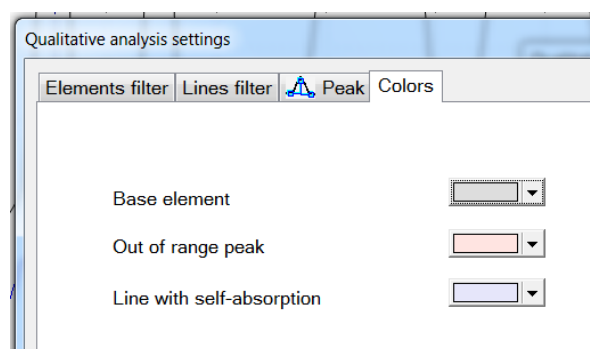 Qualitative analysis settings
Elements filter Lines filter Peak Colors
Base element
Out of range peak
Line with self-absorption